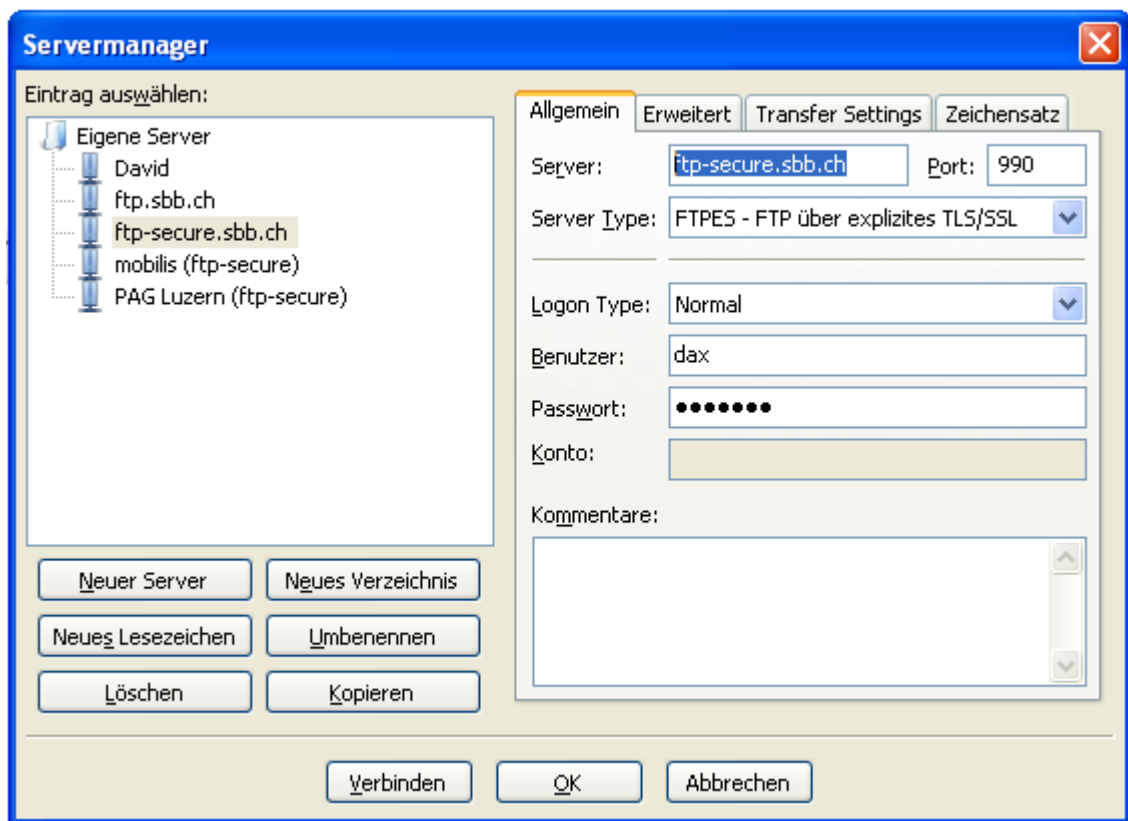 Servermanager
Eintrag auswählen:
Eigene Server
David
ftp.sbb.ch
ftp-secure.sbb.ch
mobilis (ftp-secure)
PAG Luzern (ftp-secure)
Neuer Server Neues Verzeichnis
Neues Lesezeichen Umbenennen
Löschen Kopieren
Allgemein Erweitert Transfer Settings Zeichensatz
Server: ftp-secure.sbb.ch Port: 990
Server Type: FTPES - FTP über explizites TLS/SSL
Logon Type: Normal
Benutzer: dax
Passwort: ●●●●●●●
Konto:
Kommentare:
Verbinden OK Abbrechen